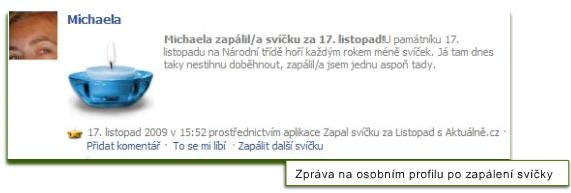 Michaela
Michaela zapálil/a svíčku za 17. listopad!U památníku 17.
listopadu na Národní třídě hoří každým rokem méně svíček. Já tam dnes
taky nestihnu doběhnout, zapálil/a jsem jednu aspoň tady.
17. listopad 2009 v 15:52 prostřednictvím aplikace Zapal svíčku za Listopad s Aktuálně.cz ·
Přidat komentář · To se mi líbí · Zapálit další svíčku
Zpráva na osobním profilu po zapálení svíčky